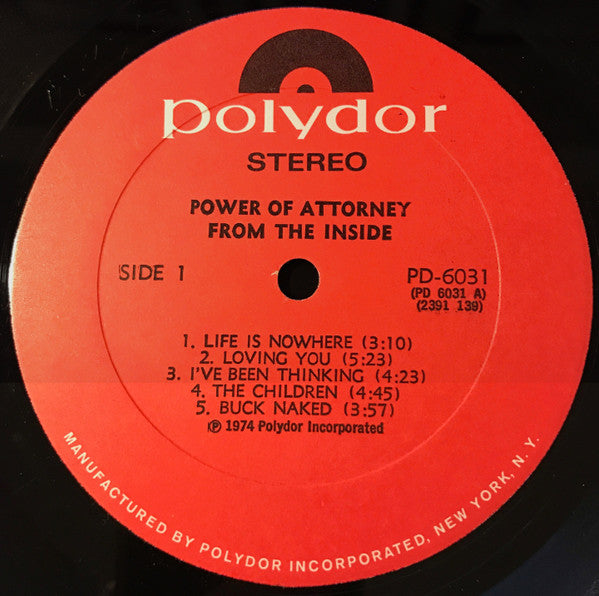 polydor
STEREO
POWER OF ATTORNEY
FROM THE INSIDE
SIDE 1
PD-6031
(PD 6031 A)
(2391 139)
1. LIFE IS NOWHERE (3:10)
2. LOVING YOU (5:23)
3. I'VE BEEN THINKING (4:23)
4. THE CHILDREN (4:45)
5. BUCK NAKED (3:57)
℗ 1974 Polydor Incorporated
MANUFACTURED BY POLYDOR INCORPORATED, NEW YORK, N. Y.